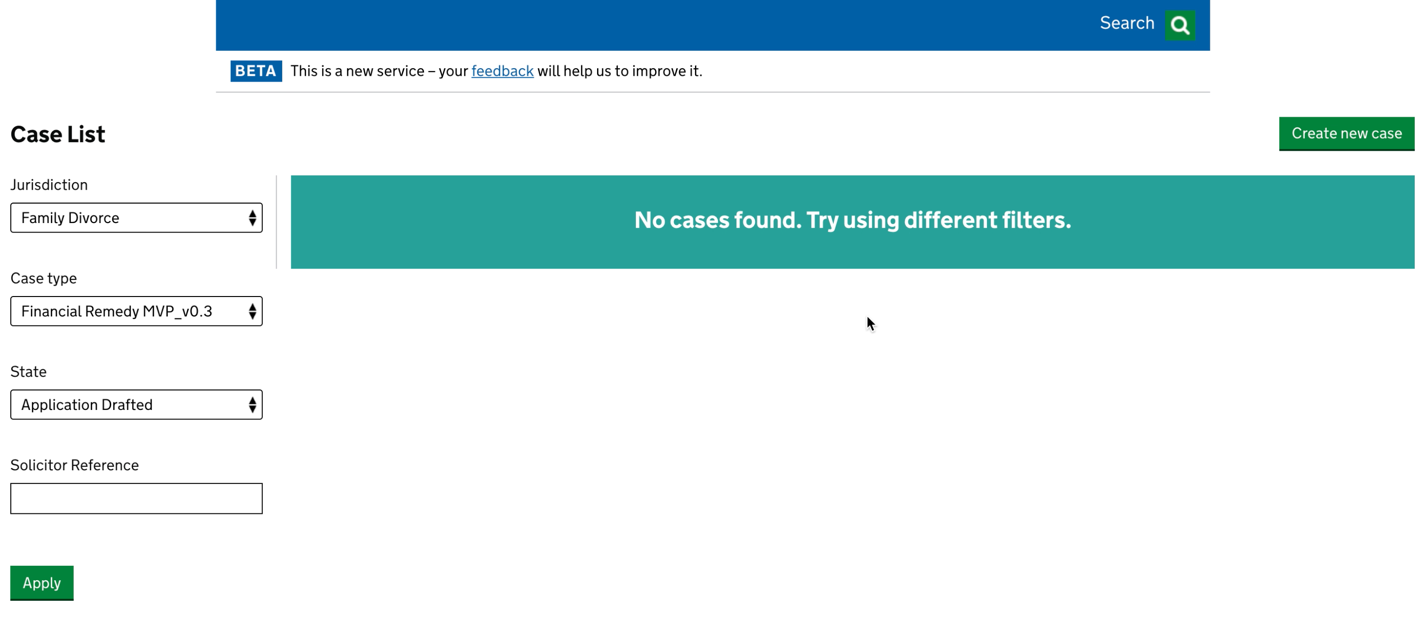 Search
BETA This is a new service – your feedback will help us to improve it.
Case List
Create new case
Jurisdiction
Family Divorce
No cases found. Try using different filters.
Case type
Financial Remedy MVP_v0.3
State
Application Drafted
Solicitor Reference
Apply